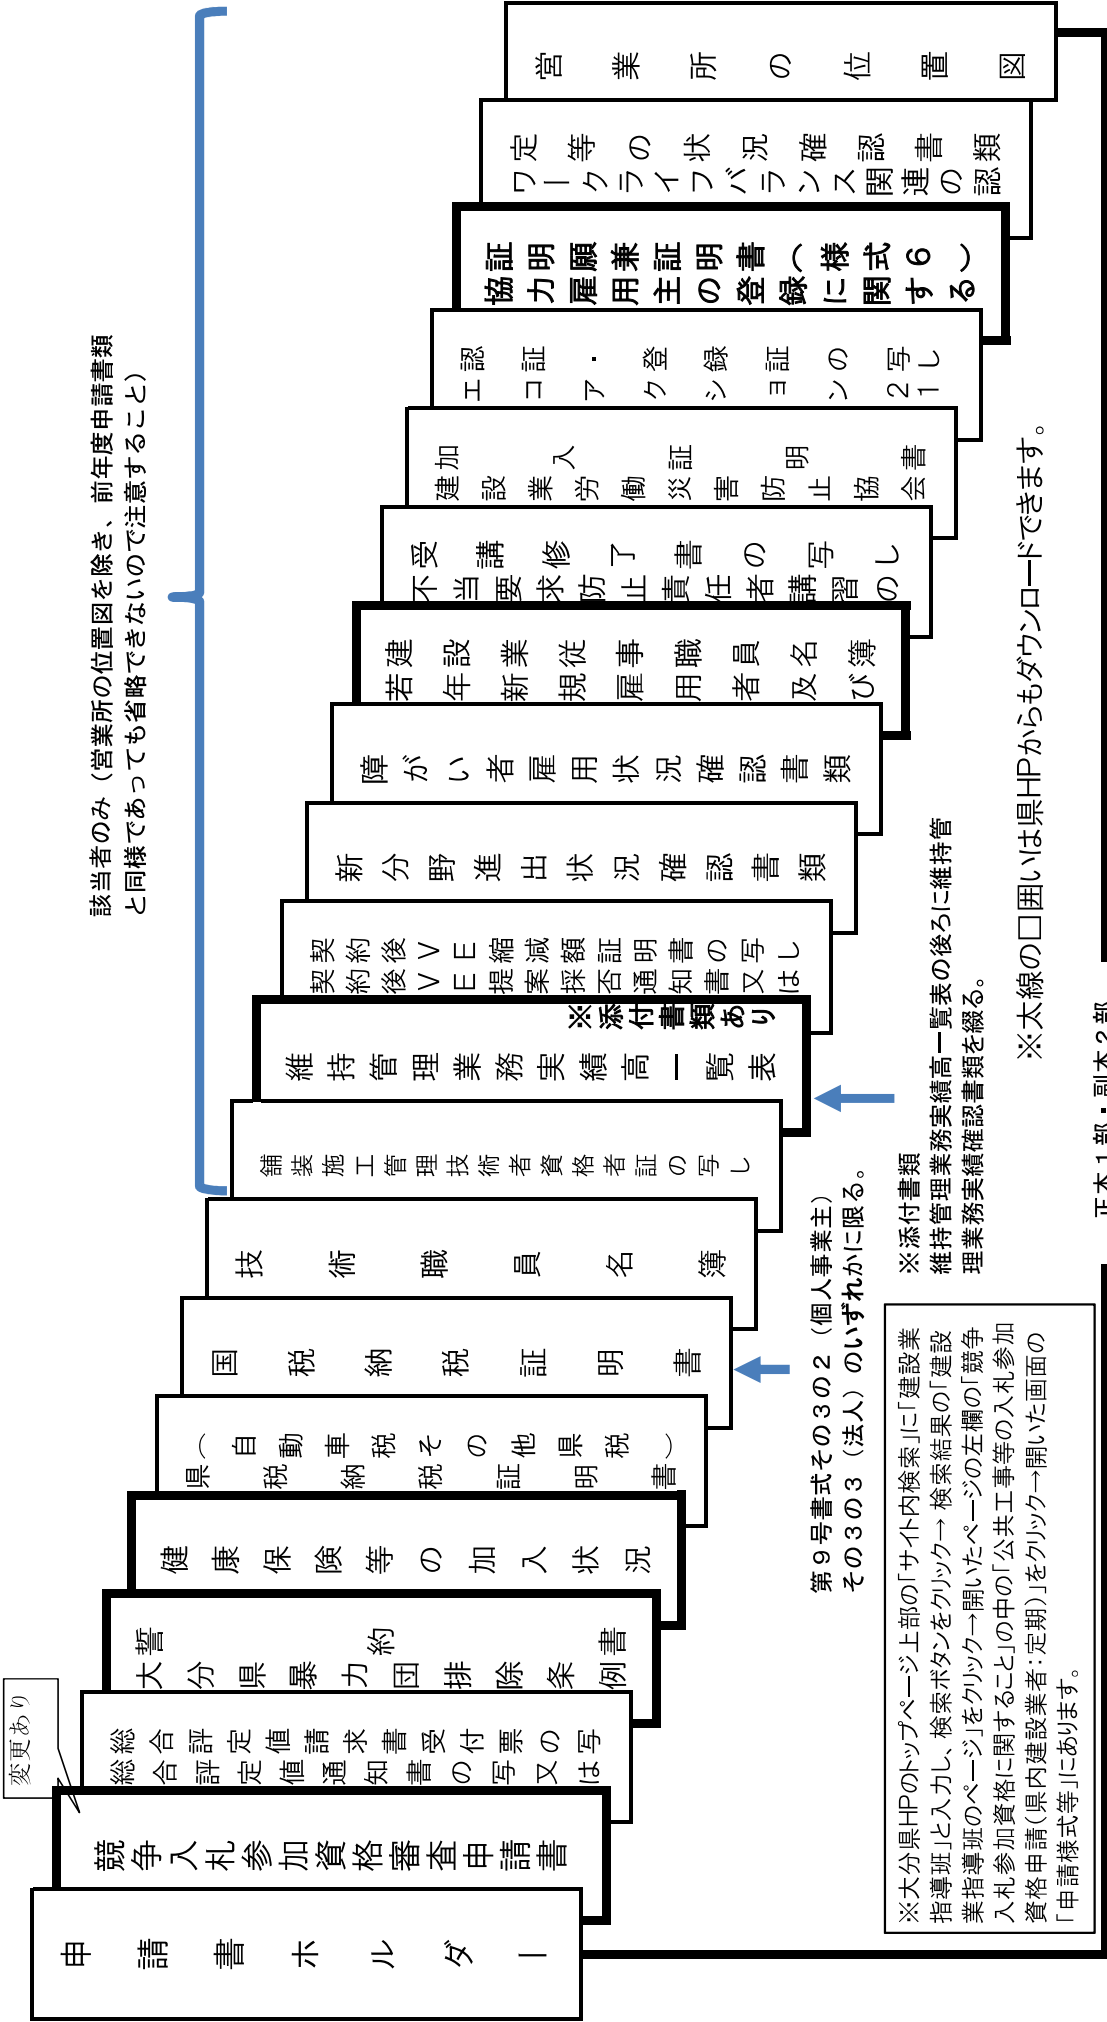 変更あり
申請書ホルダー
競争入札参加資格審査申請書
総合評定値通知書の写又は
総合評定値請求書受付票の写
大分県暴力団排除条例書
誓約書
健康保険等の加入状況
県税納税証明書
（自動車税その他県税）
国税納税証明書
技術職員名簿
舗装施工管理技術者資格者証の写し
維持管理業務実績高一覧表
※添付書類あり
契約後ＶＥ提案採否通知書又は
契約後ＶＥ縮減額証明書の写し
新分野進出状況確認書類
障がい者雇用状況確認書類
若年新規雇用者及び
建設業従事職員名簿
不当要求防止責任者講習の
受講修了書の写し
建設業労働災害防止協会
加入証明書
エコアクション２１
認証・登録証の写し
協力雇用主の登録に関する
証明願兼証明書（様式６）
ワークライフバランス関連の認
定等の状況確認書類
営業所の位置図
該当者のみ（営業所の位置図を除き、前年度申請書類
と同様であっても省略できないので注意すること）
第９号書式その３の２（個人事業主）
その３の３（法人）のいずれかに限る。
※添付書類
維持管理業務実績高一覧表の後ろに維持管
理業務実績確認書類を綴る。
※太線の□囲いは県HPからもダウンロードできます。
※大分県HPのトップページ上部の「サイト内検索」に「建設業
指導班」と入力し、検索ボタンをクリック→検索結果の「建設
業指導班のページ」をクリック→開いたページの左欄の「競争
入札参加資格に関すること」の中の「公共工事等の入札参加
資格申請（県内建設業者：定期）」をクリック→開いた画面の
「申請様式等」にあります。
正本１部・副本２部